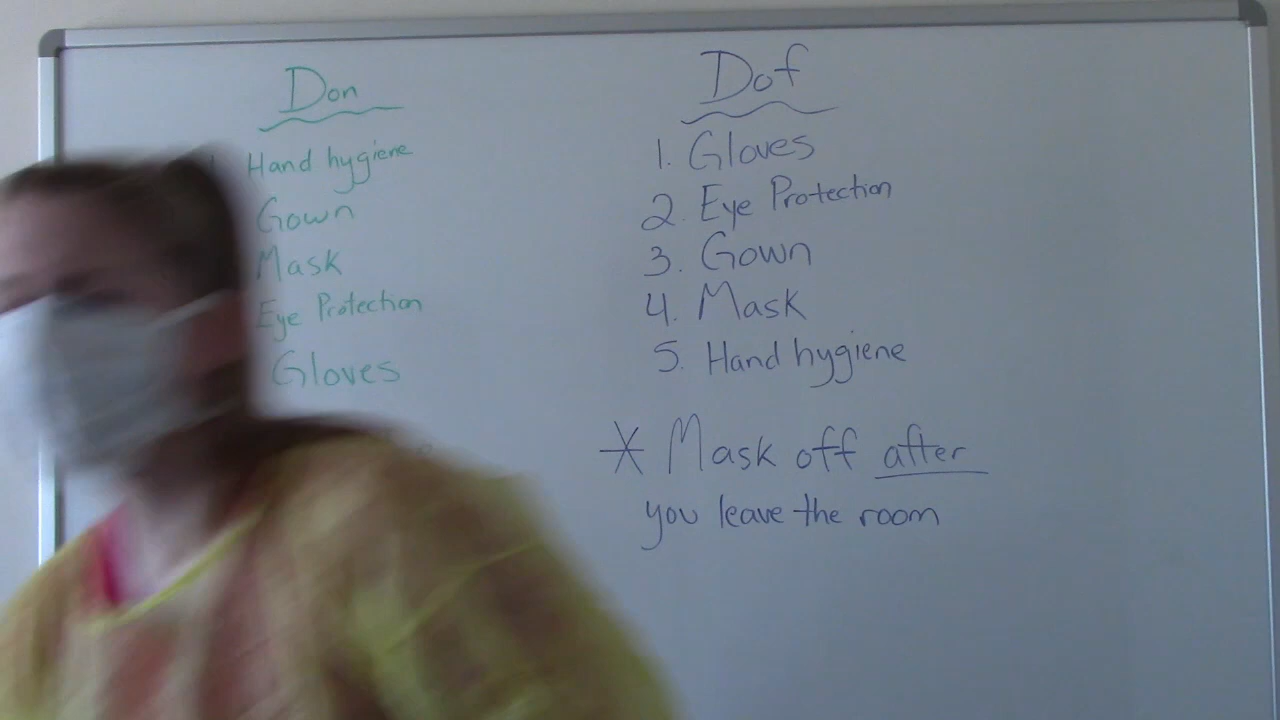 Don
Hand hygiene
Gown
Mask
Eye Protection
Gloves
Dof
1. Gloves
2. Eye Protection
3. Gown
4. Mask
5. Hand hygiene
* Mask off after
you leave the room